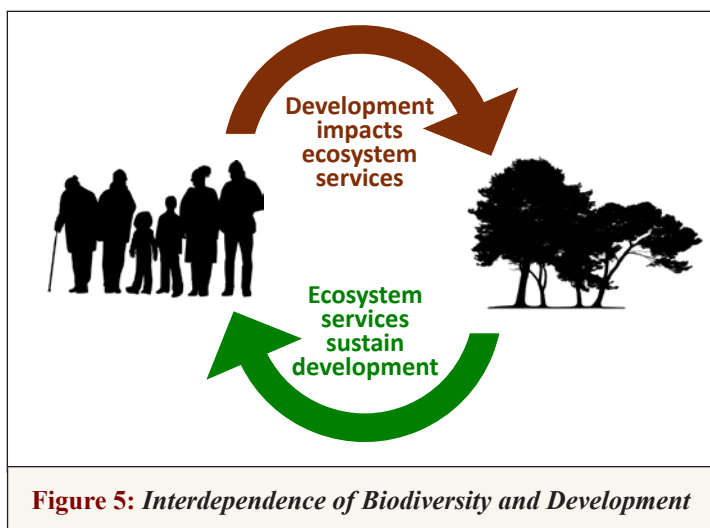 Development
impacts
ecosystem
services
Ecosystem
services
sustain
development
Figure 5: Interdependence of Biodiversity and Development